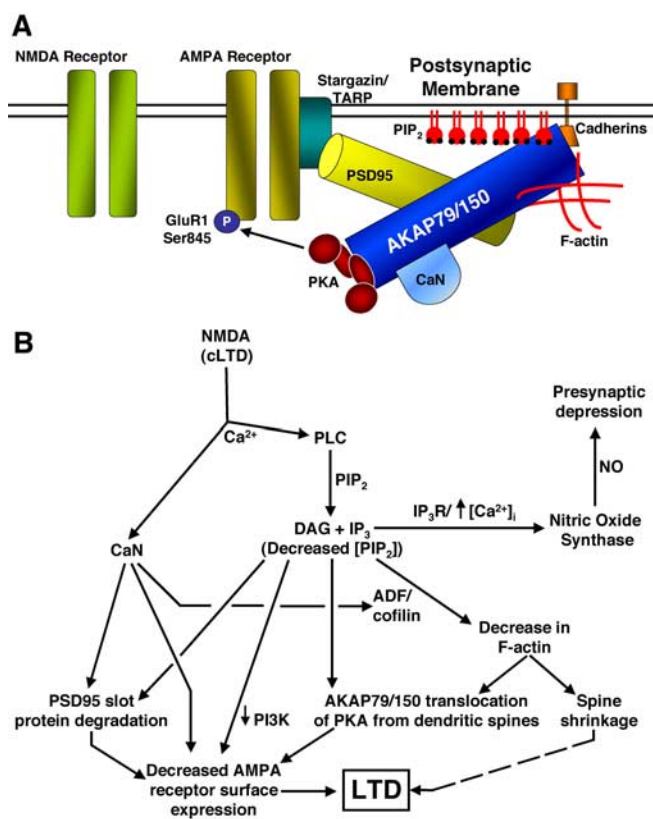 A
NMDA Receptor
AMPA Receptor
Stargazin/
TARP
Postsynaptic
Membrane
PIP₂
Cadherins
PSD95
AKAP79/150
GluR1
Ser845
P
PKA
CaN
F-actin
B
NMDA
(cLTD)
Ca²⁺
PLC
PIP₂
Presynaptic
depression
NO
CaN
DAG + IP₃
(Decreased [PIP₂])
IP₃R/ ↑ [Ca²⁺]ᵢ
Nitric Oxide
Synthase
ADF/
cofilin
Decrease in
F-actin
PSD95 slot
protein degradation
↓ PI3K
AKAP79/150 translocation
of PKA from dendritic spines
Spine
shrinkage
Decreased AMPA
receptor surface
expression
LTD